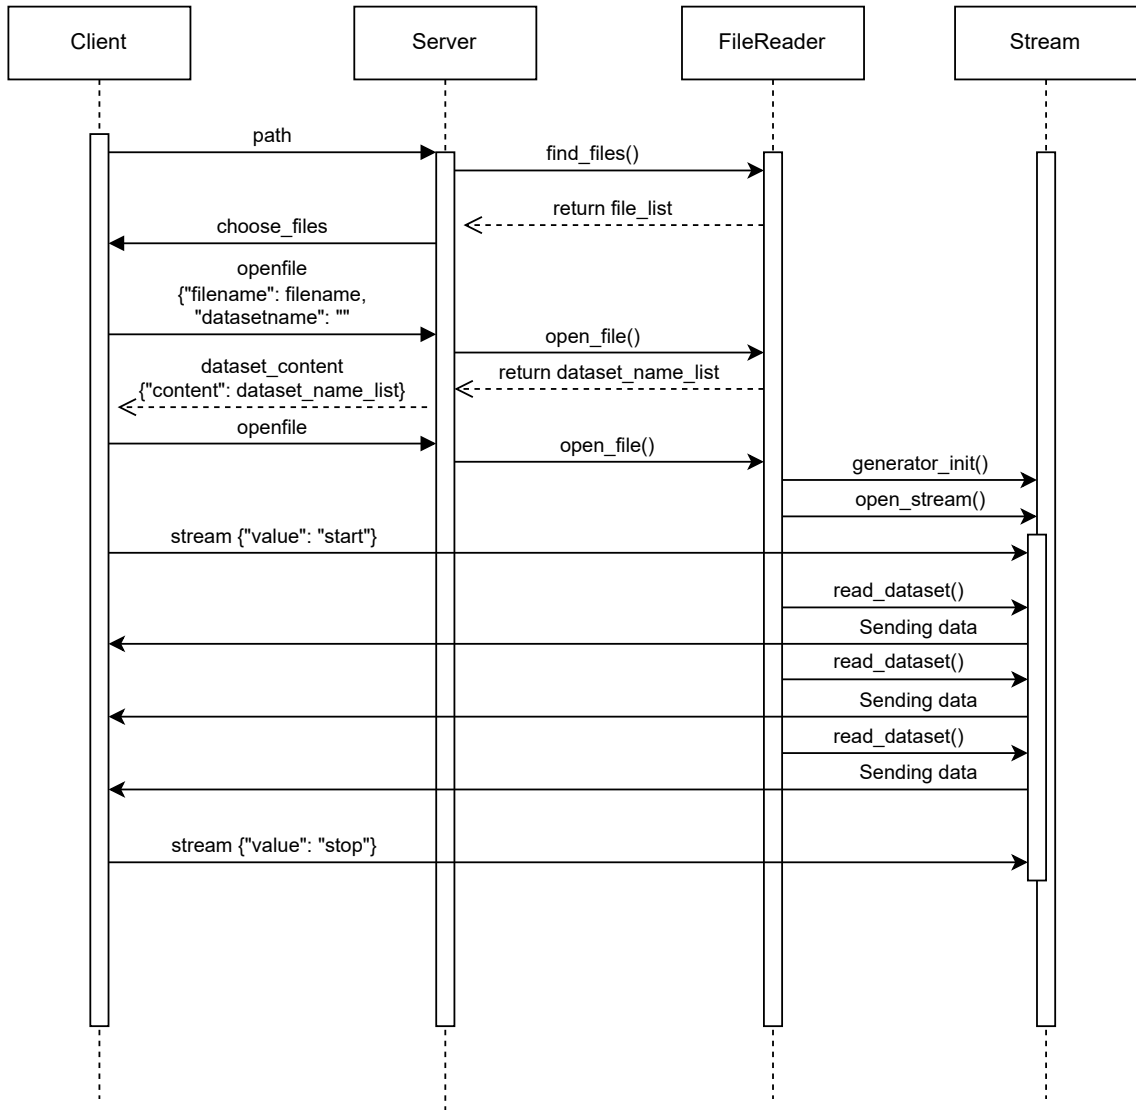 Client
Server
FileReader
Stream
path
find_files()
return file_list
choose_files
openfile
{"filename": filename,
"datasetname": ""
open_file()
return dataset_name_list
dataset_content
{"content": dataset_name_list}
openfile
open_file()
generator_init()
open_stream()
stream {"value": "start"}
read_dataset()
Sending data
read_dataset()
Sending data
read_dataset()
Sending data
stream {"value": "stop"}